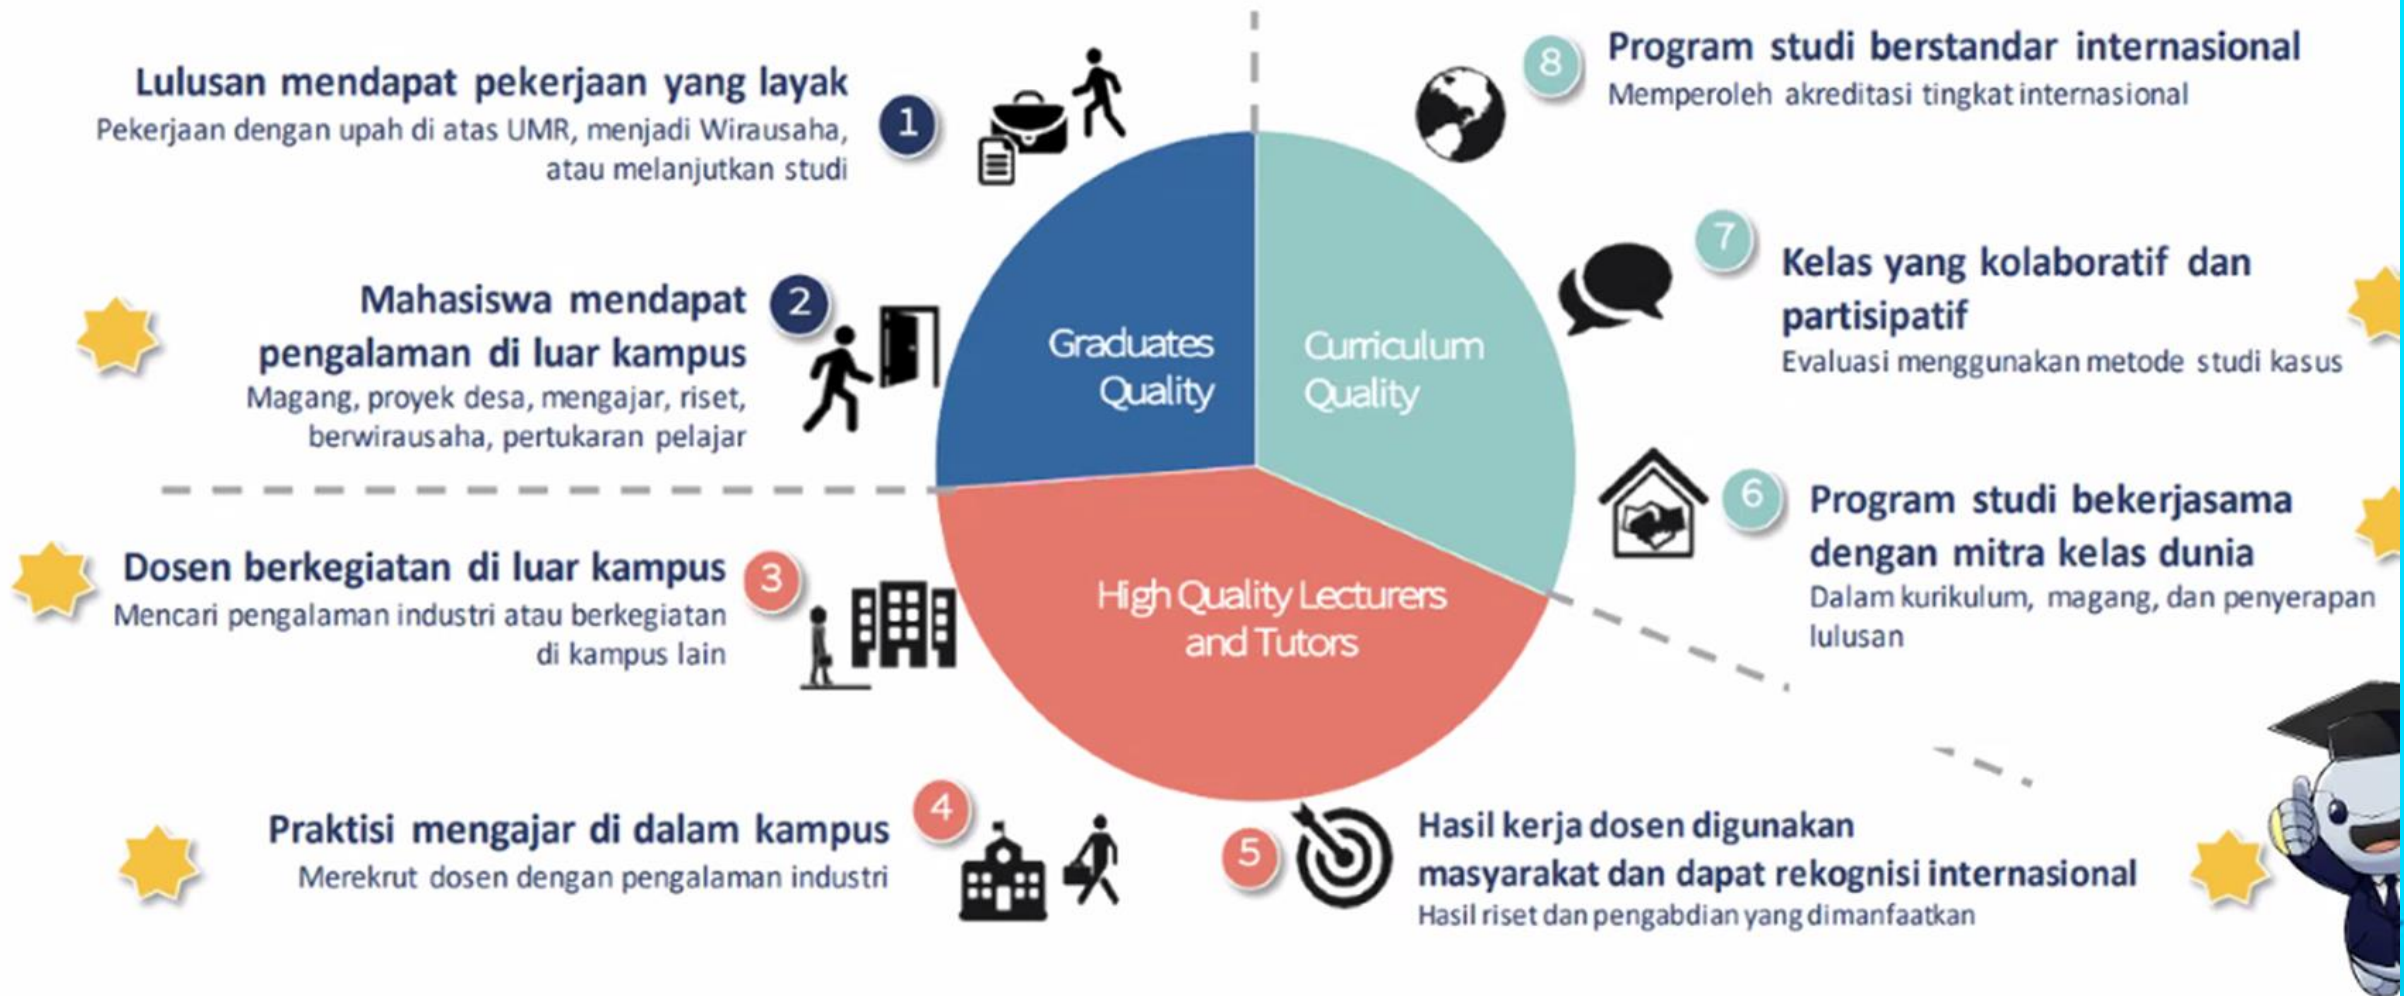 Lulusan mendapat pekerjaan yang layak
Pekerjaan dengan upah di atas UMR, menjadi Wirausaha,
atau melanjutkan studi
1
Mahasiswa mendapat
pengalaman di luar kampus
Magang, proyek desa, mengajar, riset,
berwirausaha, pertukaran pelajar
2
Dosen berkegiatan di luar kampus
Mencari pengalaman industri atau berkegiatan
di kampus lain
3
Praktisi mengajar di dalam kampus
Merekrut dosen dengan pengalaman industri
4
Graduates
Quality
Curriculum
Quality
High Quality Lecturers
and Tutors
5
Hasil kerja dosen digunakan
masyarakat dan dapat rekognisi internasional
Hasil riset dan pengabdian yang dimanfaatkan
6
Program studi bekerjasama
dengan mitra kelas dunia
Dalam kurikulum, magang, dan penyerapan
lulusan
7
Kelas yang kolaboratif dan
partisipatif
Evaluasi menggunakan metode studi kasus
8
Program studi berstandar internasional
Memperoleh akreditasi tingkat internasional